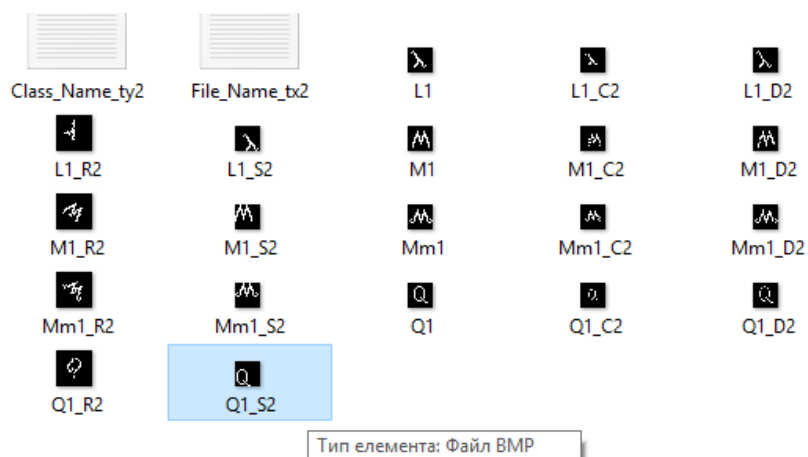 Class_Name_ty2 File_Name_tx2 L1 L1_C2 L1_D2
L1_R2 L1_S2 M1 M1_C2 M1_D2
M1_R2 M1_S2 Mm1 Mm1_C2 Mm1_D2
Mm1_R2 Mm1_S2 Q1 Q1_C2 Q1_D2
Q1_R2 Q1_S2
Тип елемента: Файл BMP